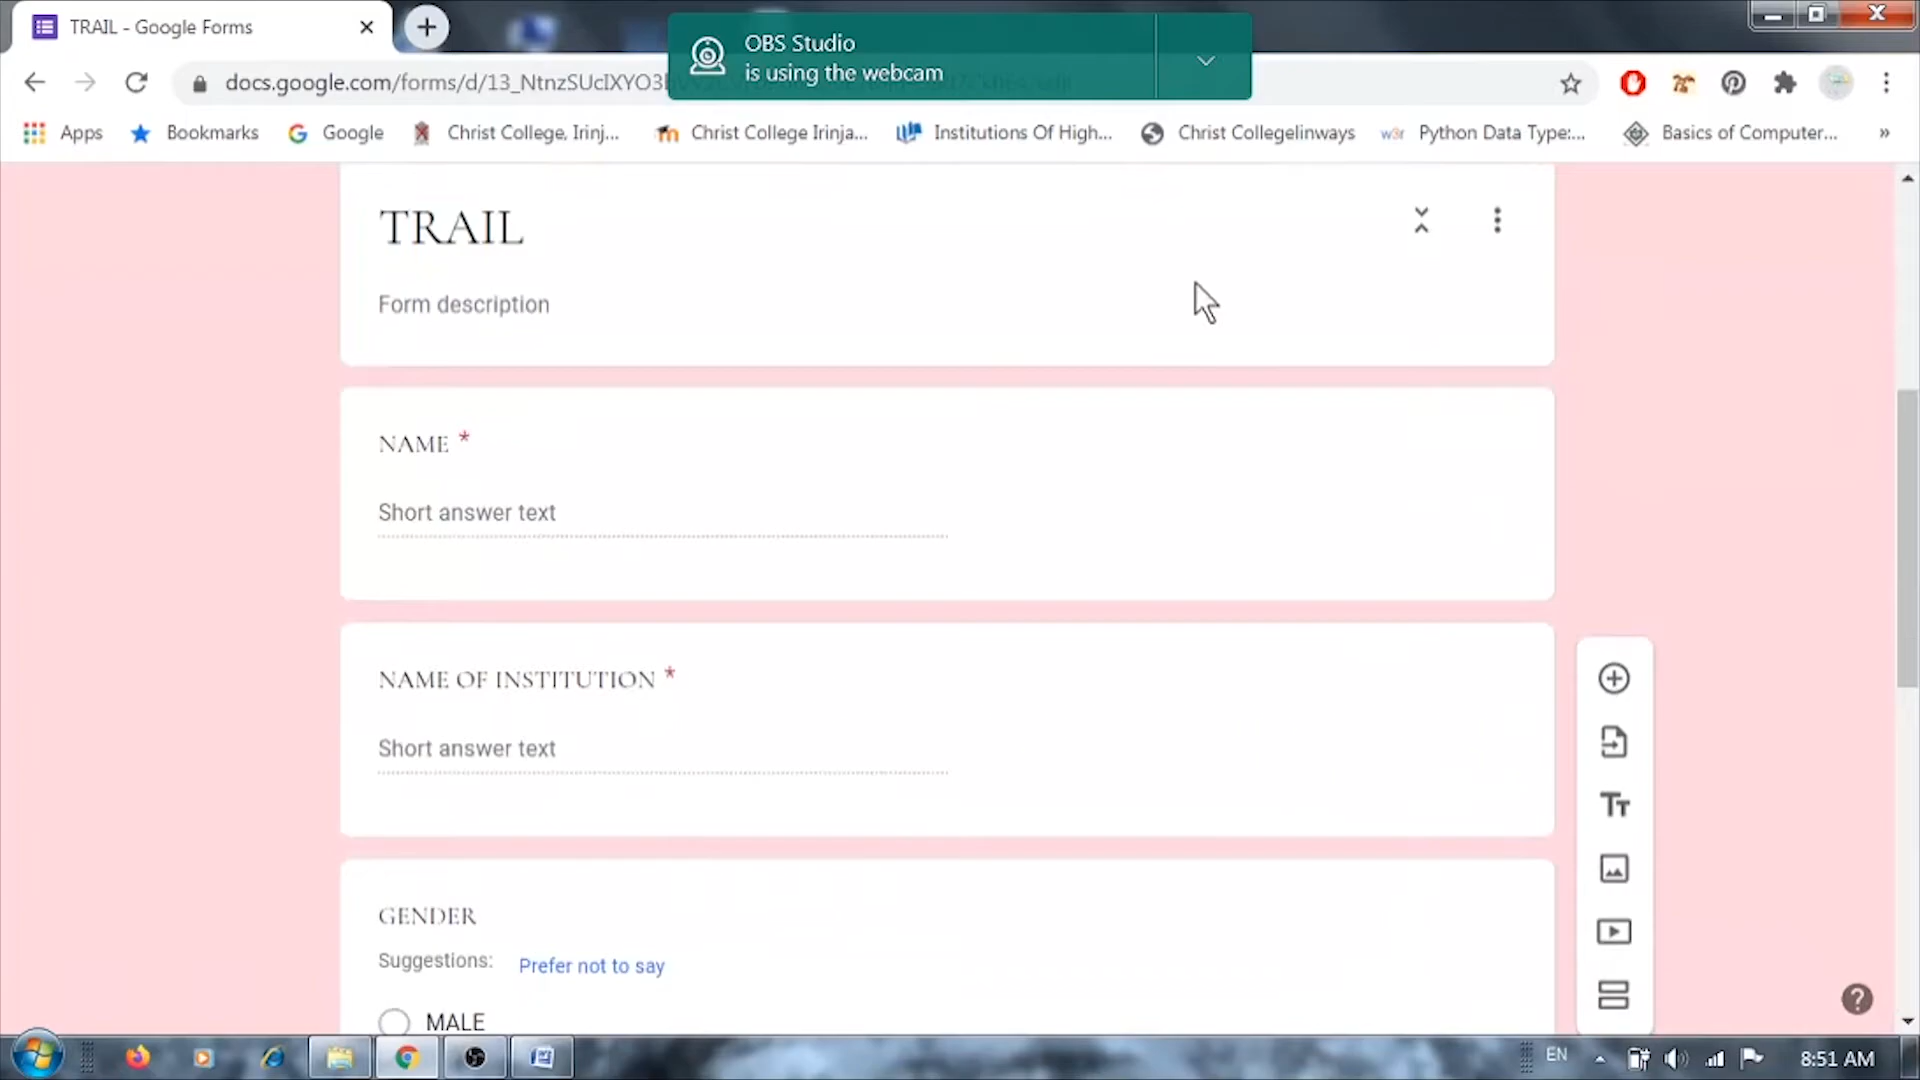 TRAIL - Google Forms
OBS Studio
is using the webcam
docs.google.com/forms/d/13_NtnzSUcIXYO3
Apps Bookmarks Google Christ College, Irinj... Christ College Irinja... Institutions Of High... Christ Collegelinways w3r Python Data Type:... Basics of Computer... »
TRAIL
Form description
NAME *
Short answer text
NAME OF INSTITUTION *
Short answer text
GENDER
Suggestions: Prefer not to say
MALE
EN 8:51 AM